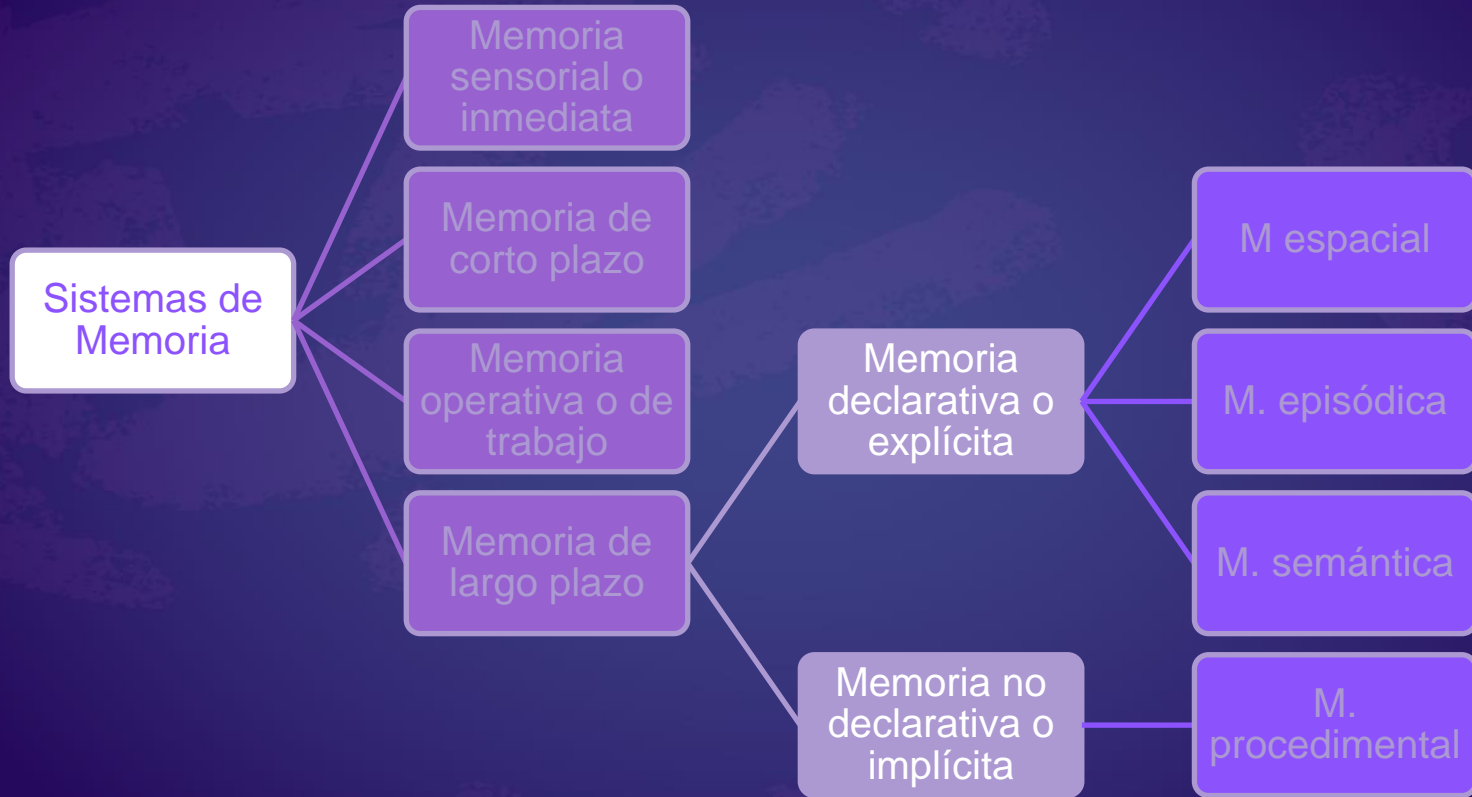 Sistemas de
Memoria
Memoria
sensorial o
inmediata
Memoria de
corto plazo
Memoria
operativa o de
trabajo
Memoria de
largo plazo
Memoria
declarativa o
explícita
Memoria no
declarativa o
implícita
M espacial
M. episódica
M. semántica
M.
procedimental